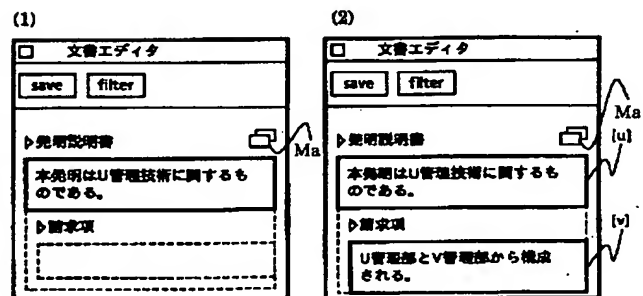 (1)
文書エディタ
save filter
▷発明説明書
Ma
本発明はU管理技術に関するも
のである。
▷請求項
(2)
文書エディタ
save filter
▷発明説明書
Ma
[u]
本発明はU管理技術に関するも
のである。
▷請求項
[v]
U管理部とV管理部から構成
される。